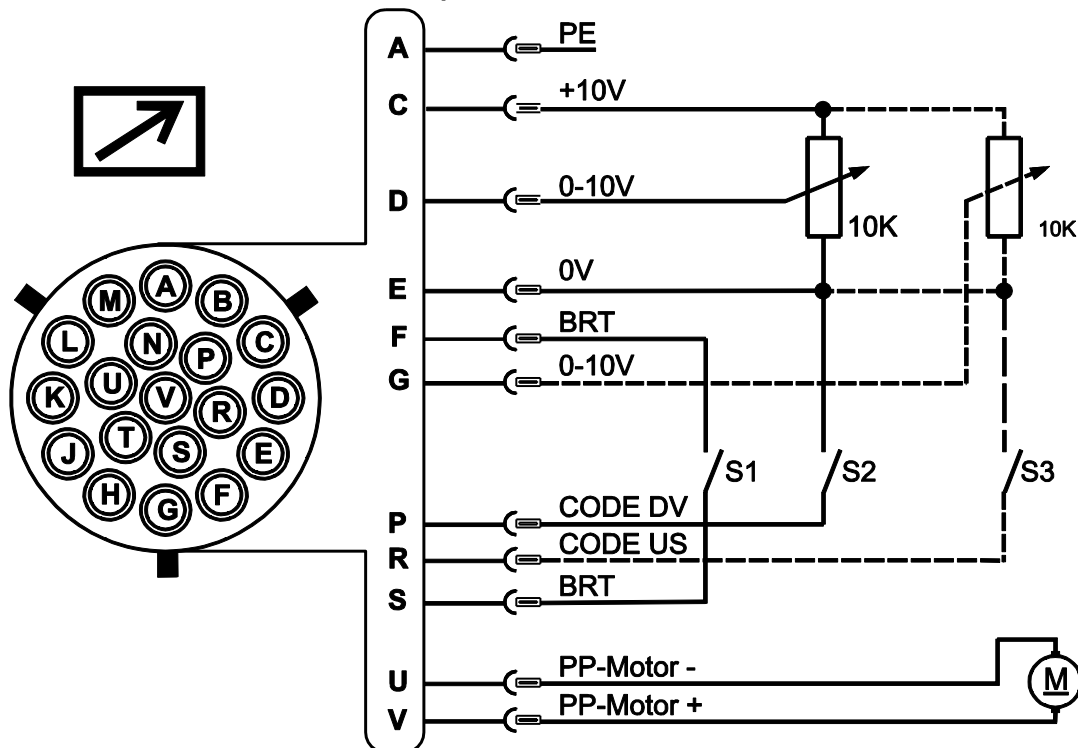 A PE
C +10V
D 0-10V
10K
10K
E 0V
F BRT
G 0-10V
S1
S2
S3
P CODE DV
R CODE US
S BRT
U PP-Motor -
V PP-Motor +
M
A
M
B
L
N
P
C
K
U
V
R
D
J
T
S
E
H
G
F